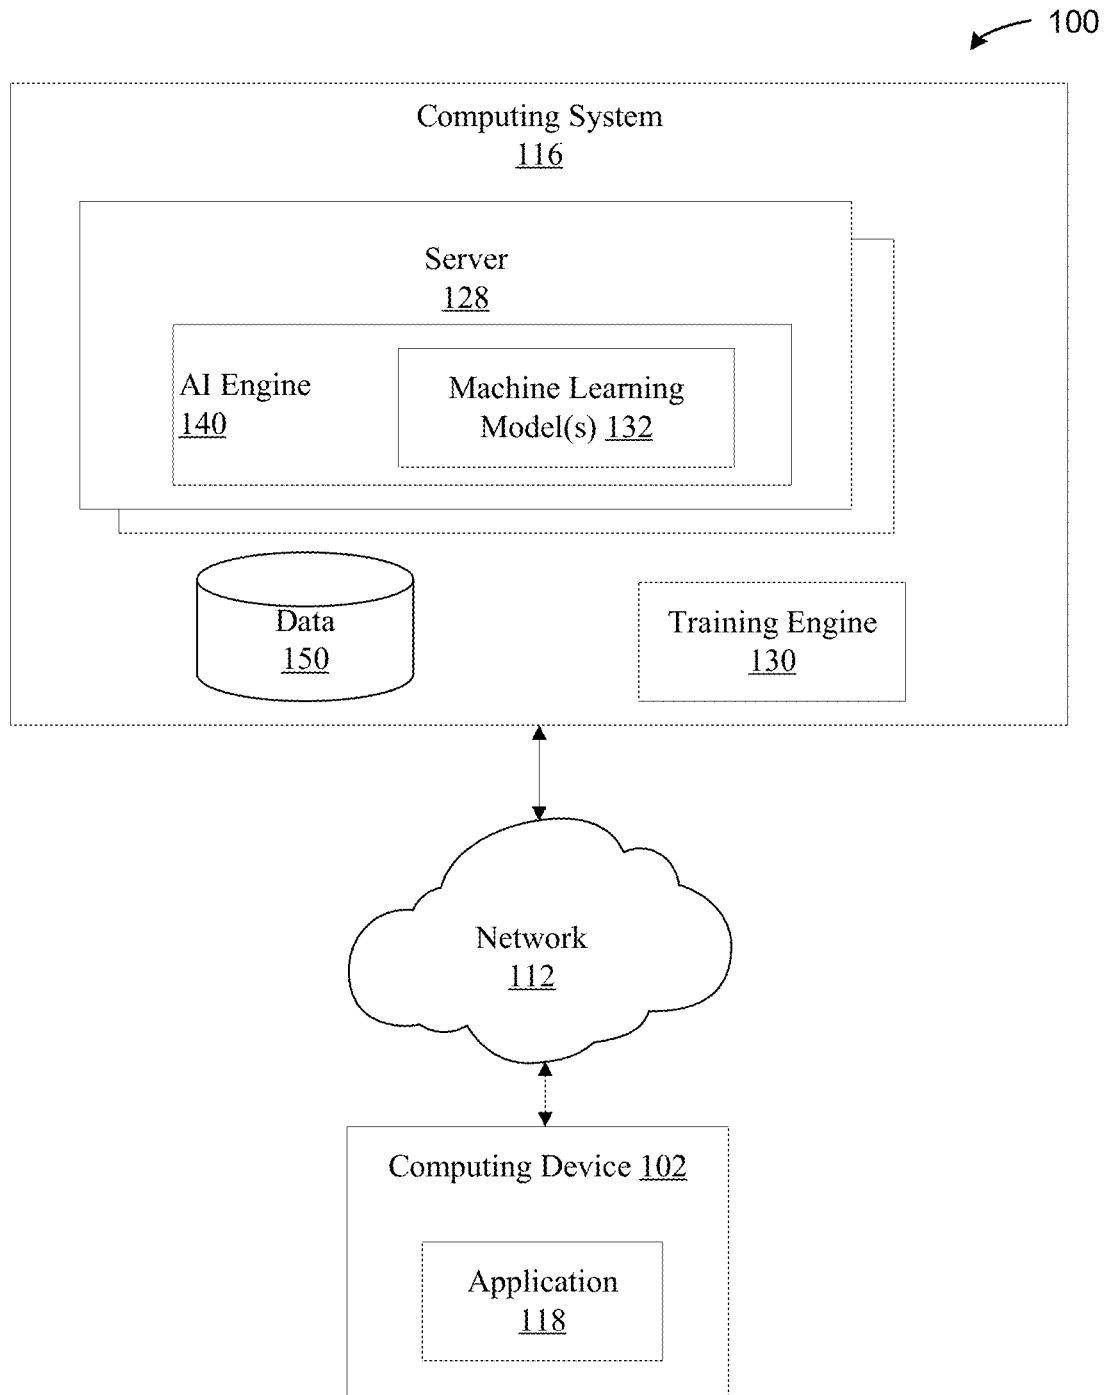 100
Computing System
116
Server
128
AI Engine
140
Machine Learning
Model(s) 132
Data
150
Training Engine
130
Network
112
Computing Device 102
Application
118